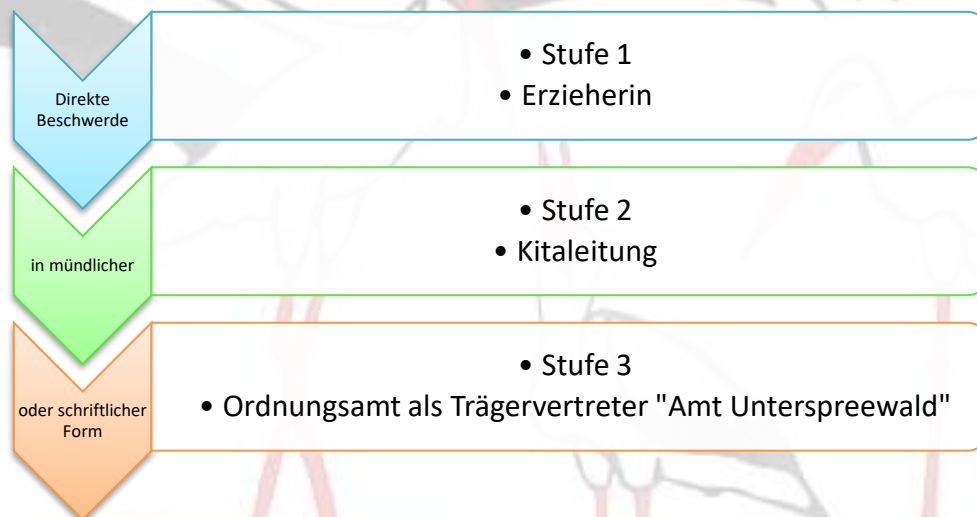 Direkte
Beschwerde
• Stufe 1
• Erzieherin
in mündlicher
• Stufe 2
• Kitaleitung
oder schriftlicher
Form
• Stufe 3
• Ordnungsamt als Trägervertreter "Amt Unterspreewald"